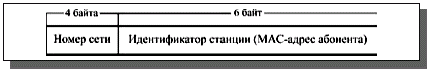 4 байта 6 байт
Номер сети Идентификатор станции (MAC-адрес абонента)